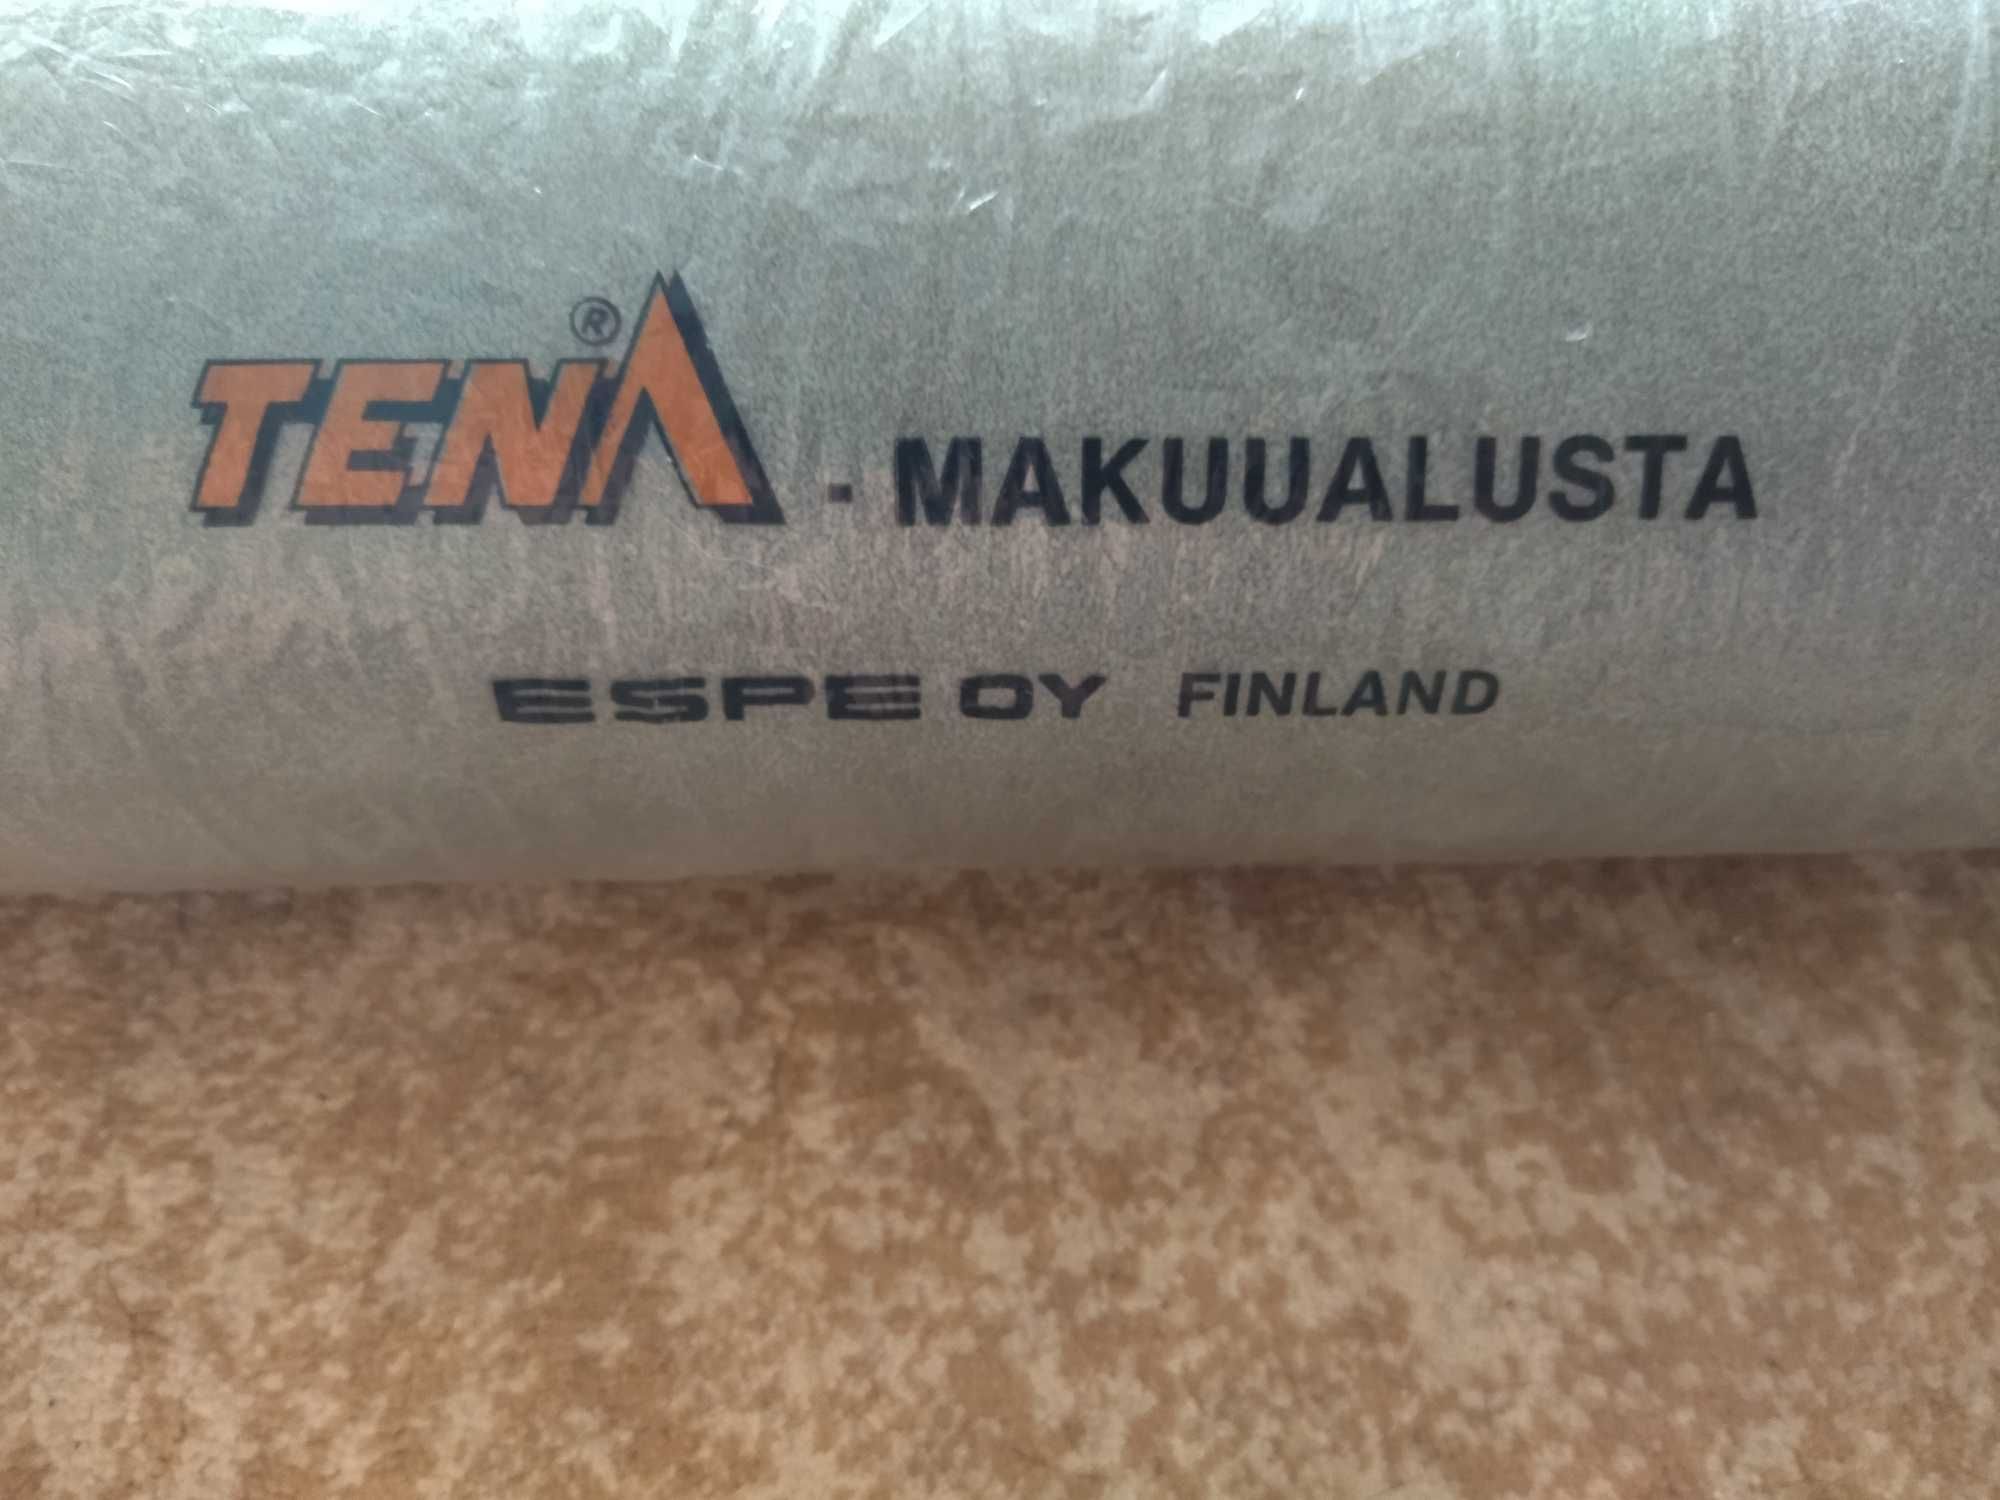 TENA® - MAKUUALUSTA
ESPE OY FINLAND